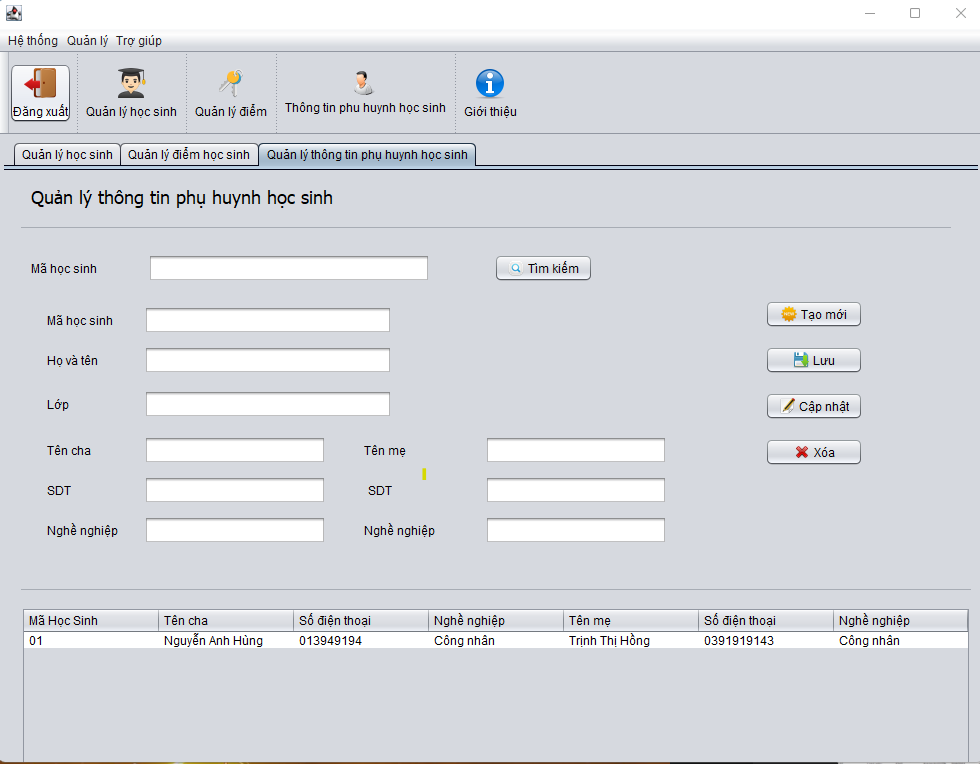 Hệ thống Quản lý Trợ giúp
Đăng xuất Quản lý học sinh Quản lý điểm Thông tin phu huynh học sinh Giới thiệu
Quản lý học sinh Quản lý điểm học sinh Quản lý thông tin phụ huynh học sinh
Quản lý thông tin phụ huynh học sinh
Mã học sinh Tìm kiếm
Mã học sinh Tạo mới
Họ và tên Lưu
Lớp Cập nhật
Tên cha Tên mẹ Xóa
SDT SDT
Nghề nghiệp Nghề nghiệp
Mã Học Sinh Tên cha Số điện thoại Nghề nghiệp Tên mẹ Số điện thoại Nghề nghiệp
01 Nguyễn Anh Hùng 013949194 Công nhân Trịnh Thị Hồng 0391919143 Công nhân